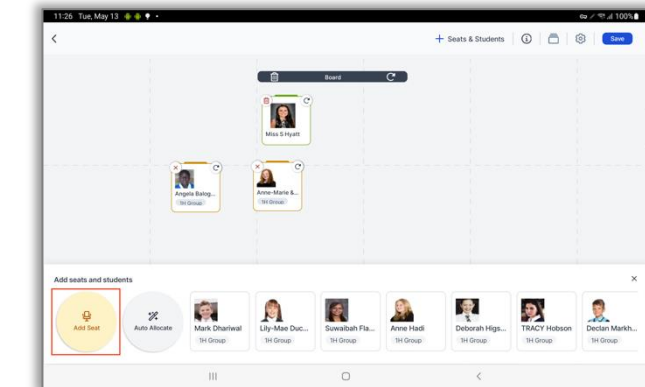 11:26 Tue, May 13
100%
+ Seats & Students
Save
Board
Miss S Hyatt
Angela Balog...
1H Group
Anne-Marie &...
1H Group
Add seats and students
Add Seat
Auto Allocate
Mark Dhariwal
1H Group
Lily-Mae Duc...
1H Group
Suwaibah Fla...
1H Group
Anne Hadi
1H Group
Deborah Higs...
1H Group
TRACY Hobson
1H Group
Declan Markh...
1H Group